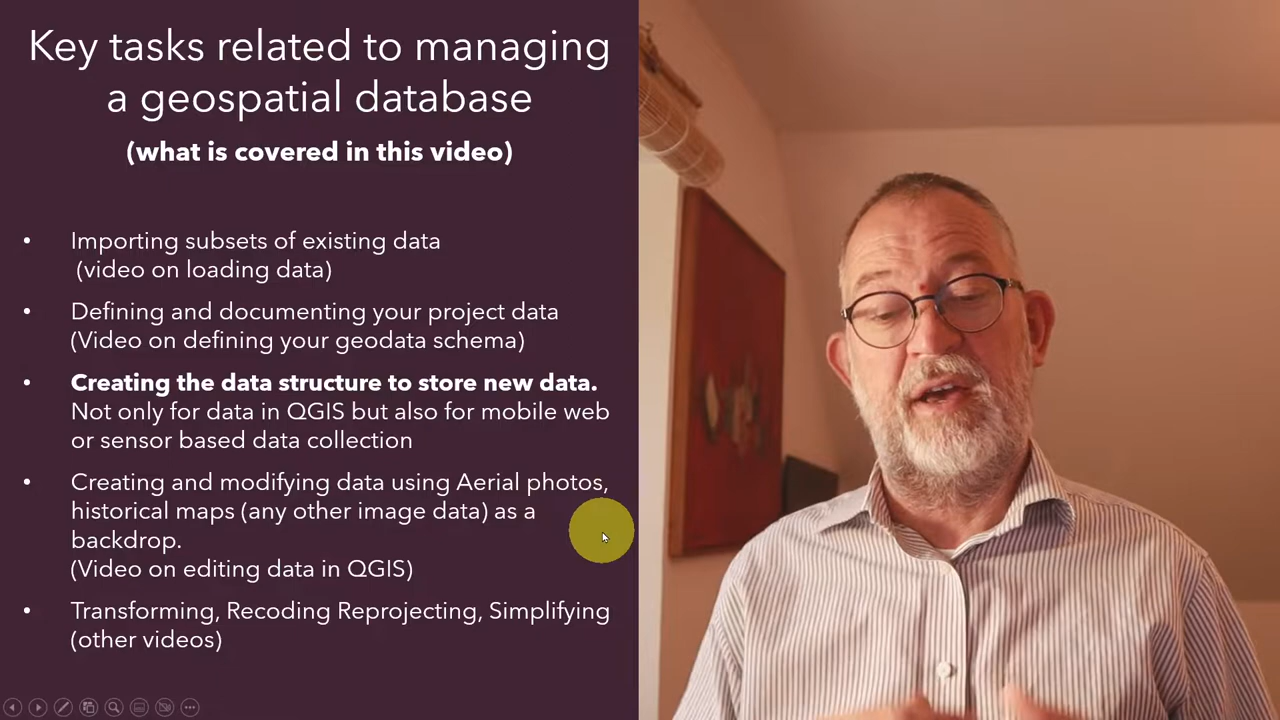 Key tasks related to managing
a geospatial database
(what is covered in this video)
• Importing subsets of existing data
(video on loading data)
• Defining and documenting your project data
(Video on defining your geodata schema)
• Creating the data structure to store new data.
Not only for data in QGIS but also for mobile web
or sensor based data collection
• Creating and modifying data using Aerial photos,
historical maps (any other image data) as a
backdrop.
(Video on editing data in QGIS)
• Transforming, Recoding Reprojecting, Simplifying
(other videos)